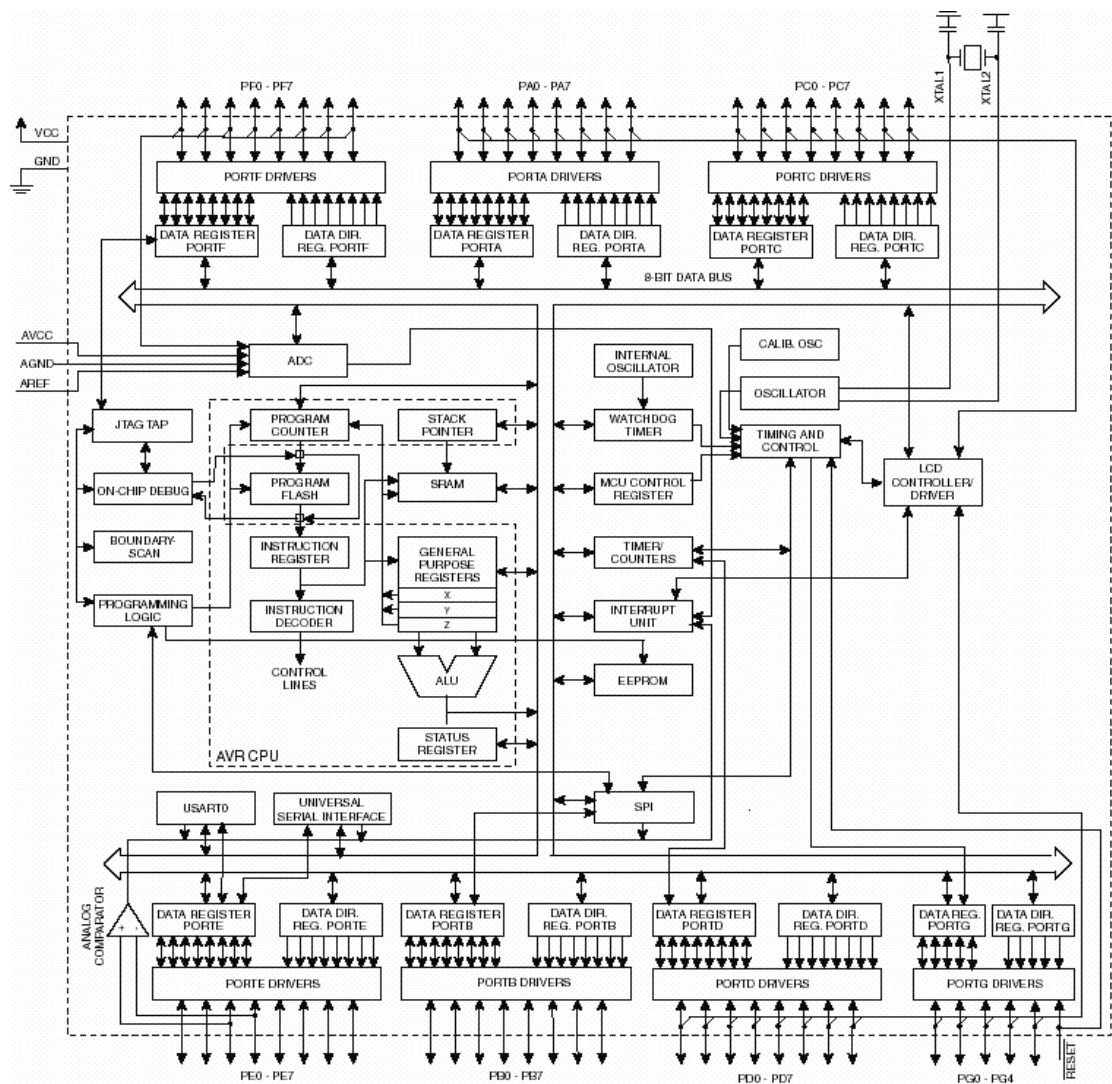 XTAL1
XTAL2
PF0 - PF7
PA0 - PA7
PC0 - PC7
VCC
GND
PORTF DRIVERS
PORTA DRIVERS
PORTC DRIVERS
DATA REGISTER
PORTF
DATA DIR.
REG. PORTF
DATA REGISTER
PORTA
DATA DIR.
REG. PORTA
DATA REGISTER
PORTC
DATA DIR.
REG. PORTC
8-BIT DATA BUS
AVCC
AGND
AREF
ADC
INTERNAL
OSCILLATOR
CALIB. OSC
OSCILLATOR
JTAG TAP
PROGRAM
COUNTER
STACK
POINTER
WATCHDOG
TIMER
TIMING AND
CONTROL
LCD
CONTROLLER/
DRIVER
ON-CHIP DEBUG
PROGRAM
FLASH
SRAM
MCU CONTROL
REGISTER
BOUNDARY-
SCAN
INSTRUCTION
REGISTER
GENERAL
PURPOSE
REGISTERS
X
Y
Z
TIMER/
COUNTERS
PROGRAMMING
LOGIC
INSTRUCTION
DECODER
INTERRUPT
UNIT
CONTROL
LINES
ALU
EEPROM
STATUS
REGISTER
AVR CPU
USART0
UNIVERSAL
SERIAL INTERFACE
SPI
ANALOG
COMPARATOR
+ -
DATA REGISTER
PORTE
DATA DIR.
REG. PORTE
DATA REGISTER
PORTB
DATA DIR.
REG. PORTB
DATA REGISTER
PORTD
DATA DIR.
REG. PORTD
DATA REG.
PORTG
DATA DIR.
REG. PORTG
PORTE DRIVERS
PORTB DRIVERS
PORTD DRIVERS
PORTG DRIVERS
PE0 - PE7
PB0 - PB7
PD0 - PD7
PG0 - PG4
RESET